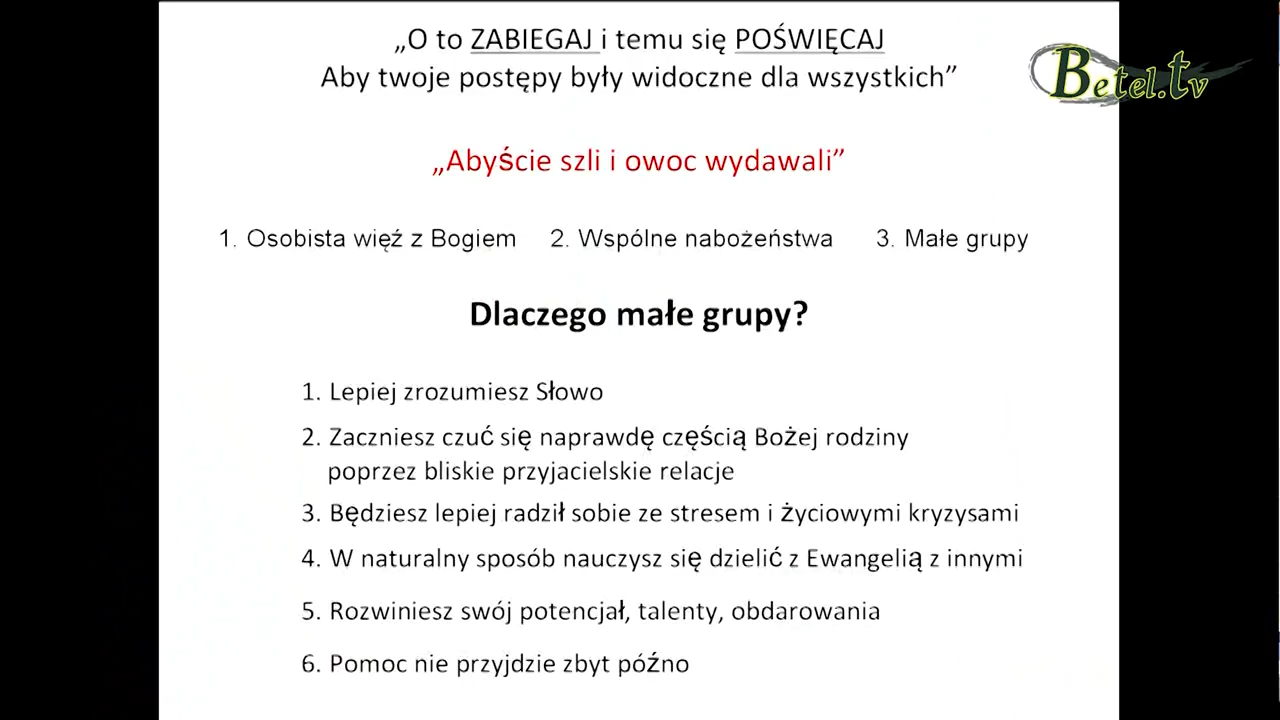 „O to ZABIEGAJ i temu się POŚWIĘCAJ
Aby twoje postępy były widoczne dla wszystkich”
Betel.tv
„Abyście szli i owoc wydawali”
1. Osobista więź z Bogiem 2. Wspólne nabożeństwa 3. Małe grupy
Dlaczego małe grupy?
1. Lepiej zrozumiesz Słowo
2. Zaczniesz czuć się naprawdę częścią Bożej rodziny
poprzez bliskie przyjacielskie relacje
3. Będziesz lepiej radził sobie ze stresem i życiowymi kryzysami
4. W naturalny sposób nauczysz się dzielić z Ewangelią z innymi
5. Rozwiniesz swój potencjał, talenty, obdarowania
6. Pomoc nie przyjdzie zbyt późno